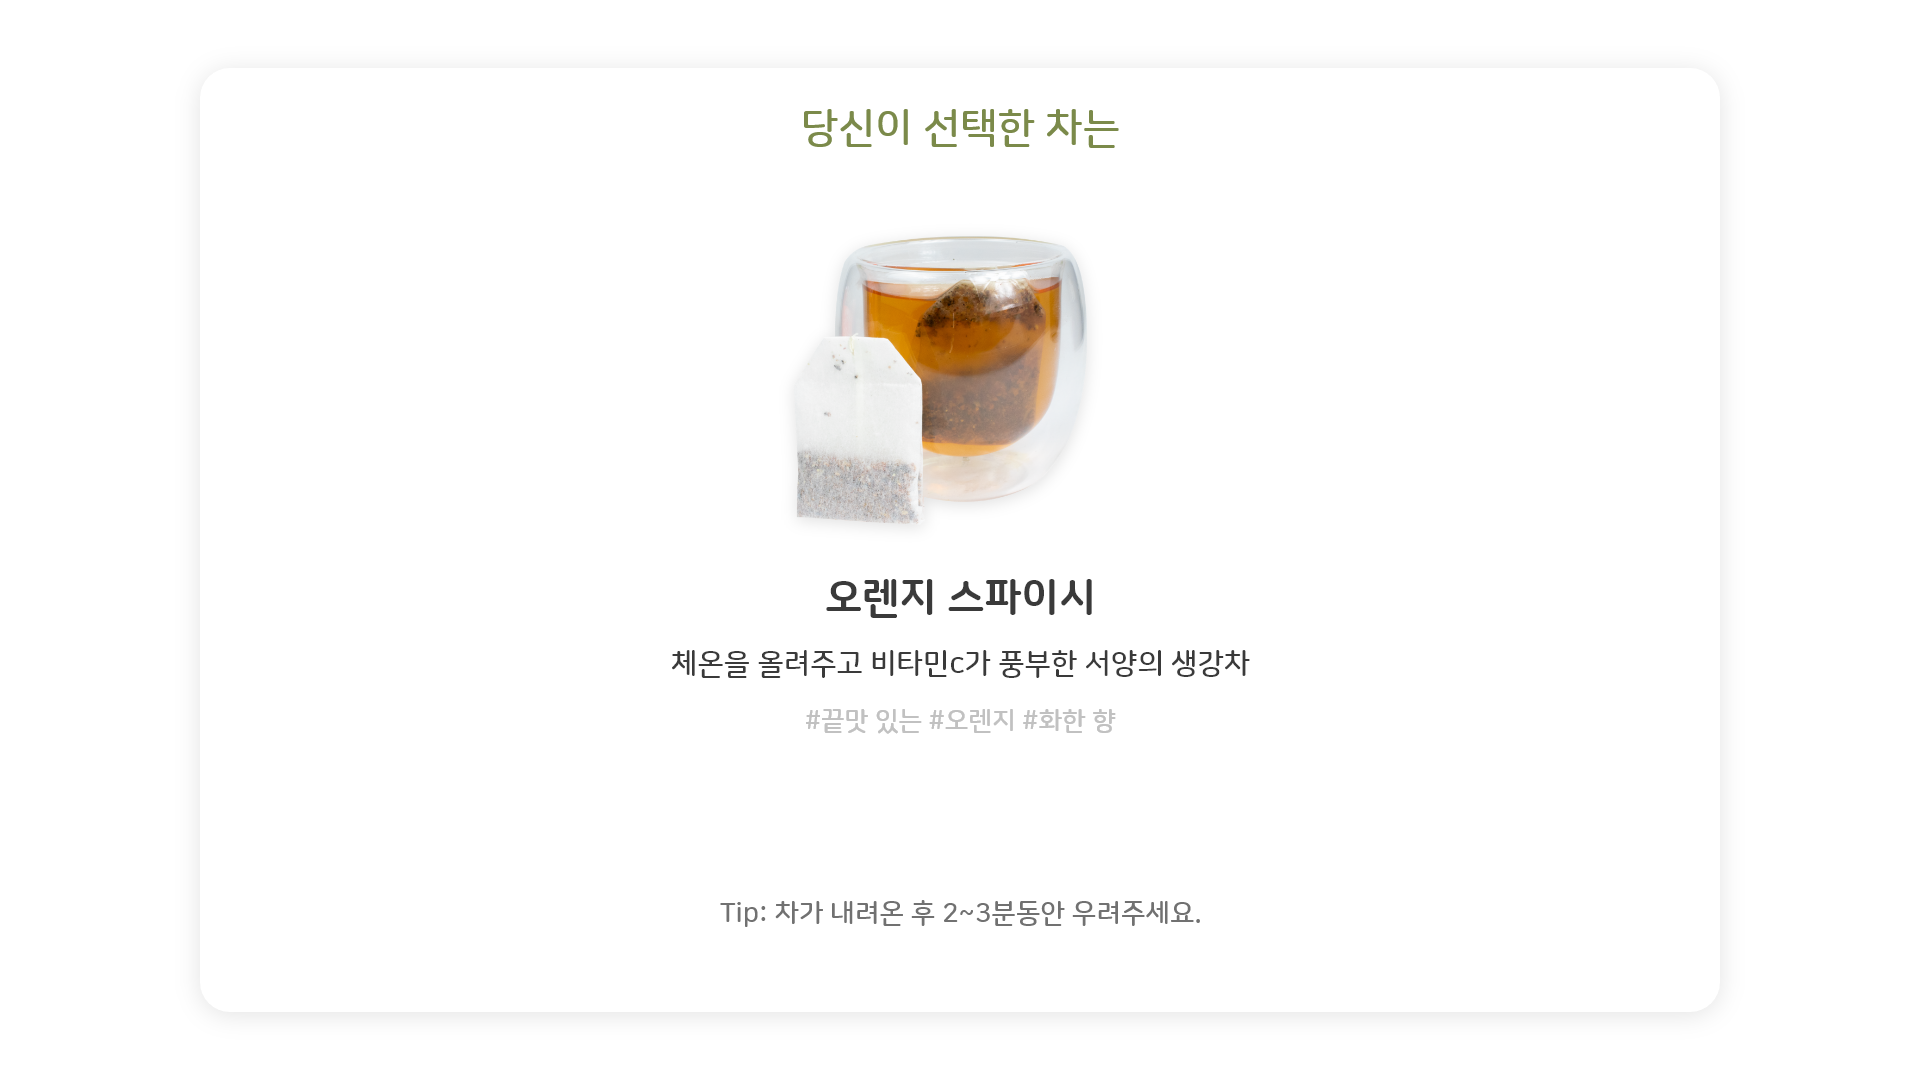 당신이 선택한 차는
오렌지 스파이시
체온을 올려주고 비타민c가 풍부한 서양의 생강차
#끝맛 있는 #오렌지 #화한 향
Tip: 차가 내려온 후 2~3분동안 우려주세요.